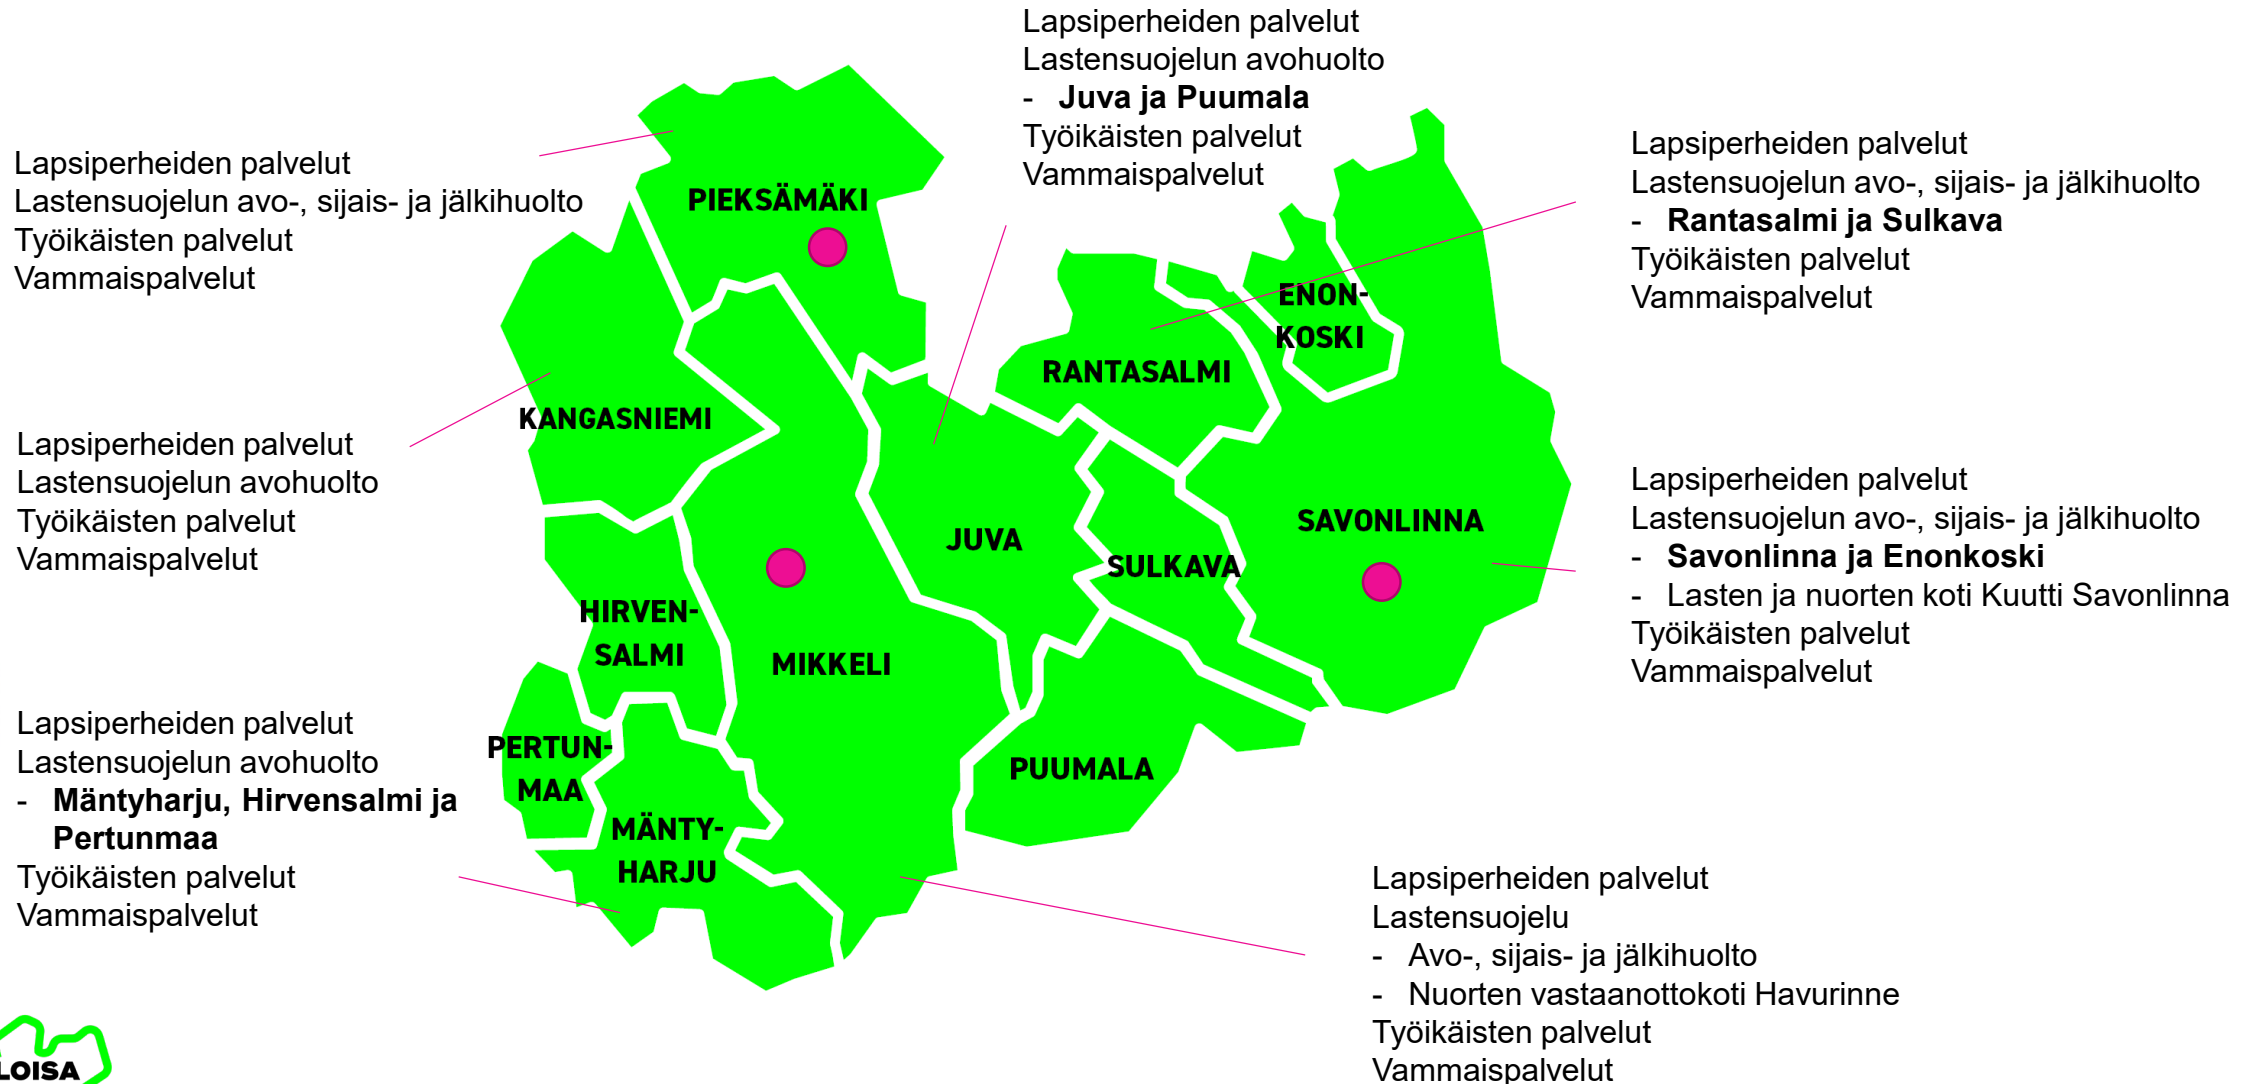 Lapsiperheiden palvelut
Lastensuojelun avohuolto
- Juva ja Puumala
Työikäisten palvelut
Vammaispalvelut
Lapsiperheiden palvelut
Lastensuojelun avo-, sijais- ja jälkihuolto
Työikäisten palvelut
Vammaispalvelut
Lapsiperheiden palvelut
Lastensuojelun avo-, sijais- ja jälkihuolto
- Rantasalmi ja Sulkava
Työikäisten palvelut
Vammaispalvelut
PIEKSÄMÄKI
ENON-
KOSKI
RANTASALMI
KANGASNIEMI
Lapsiperheiden palvelut
Lastensuojelun avohuolto
Työikäisten palvelut
Vammaispalvelut
Lapsiperheiden palvelut
Lastensuojelun avo-, sijais- ja jälkihuolto
- Savonlinna ja Enonkoski
- Lasten ja nuorten koti Kuutti Savonlinna
Työikäisten palvelut
Vammaispalvelut
SAVONLINNA
JUVA
SULKAVA
HIRVEN-
SALMI
MIKKELI
PERTUN-
MAA
PUUMALA
MÄNTY-
HARJU
Lapsiperheiden palvelut
Lastensuojelun avohuolto
- Mäntyharju, Hirvensalmi ja
Pertunmaa
Työikäisten palvelut
Vammaispalvelut
Lapsiperheiden palvelut
Lastensuojelu
- Avo-, sijais- ja jälkihuolto
- Nuorten vastaanottokoti Havurinne
Työikäisten palvelut
Vammaispalvelut
LOISA